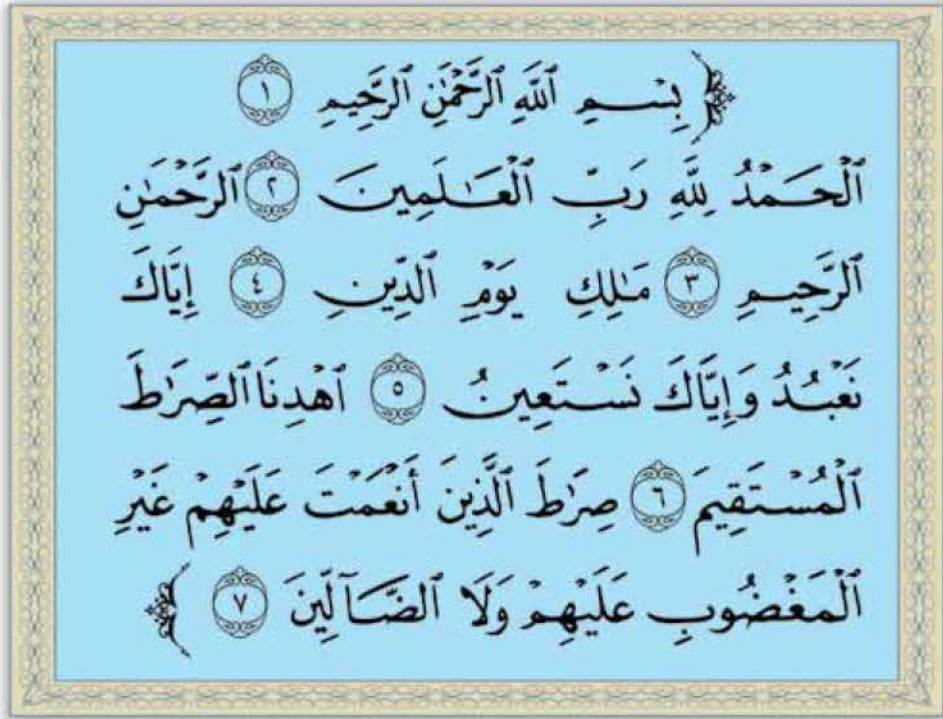 ﴿ بِسْمِ ٱللَّهِ ٱلرَّحْمَٰنِ ٱلرَّحِيمِ ١
ٱلْحَمْدُ لِلَّهِ رَبِّ ٱلْعَٰلَمِينَ ٢ ٱلرَّحْمَٰنِ
ٱلرَّحِيمِ ٣ مَٰلِكِ يَوْمِ ٱلدِّينِ ٤ إِيَّاكَ
نَعْبُدُ وَإِيَّاكَ نَسْتَعِينُ ٥ ٱهْدِنَا ٱلصِّرَٰطَ
ٱلْمُسْتَقِيمَ ٦ صِرَٰطَ ٱلَّذِينَ أَنْعَمْتَ عَلَيْهِمْ غَيْرِ
ٱلْمَغْضُوبِ عَلَيْهِمْ وَلَا ٱلضَّآلِّينَ ٧ ﴾